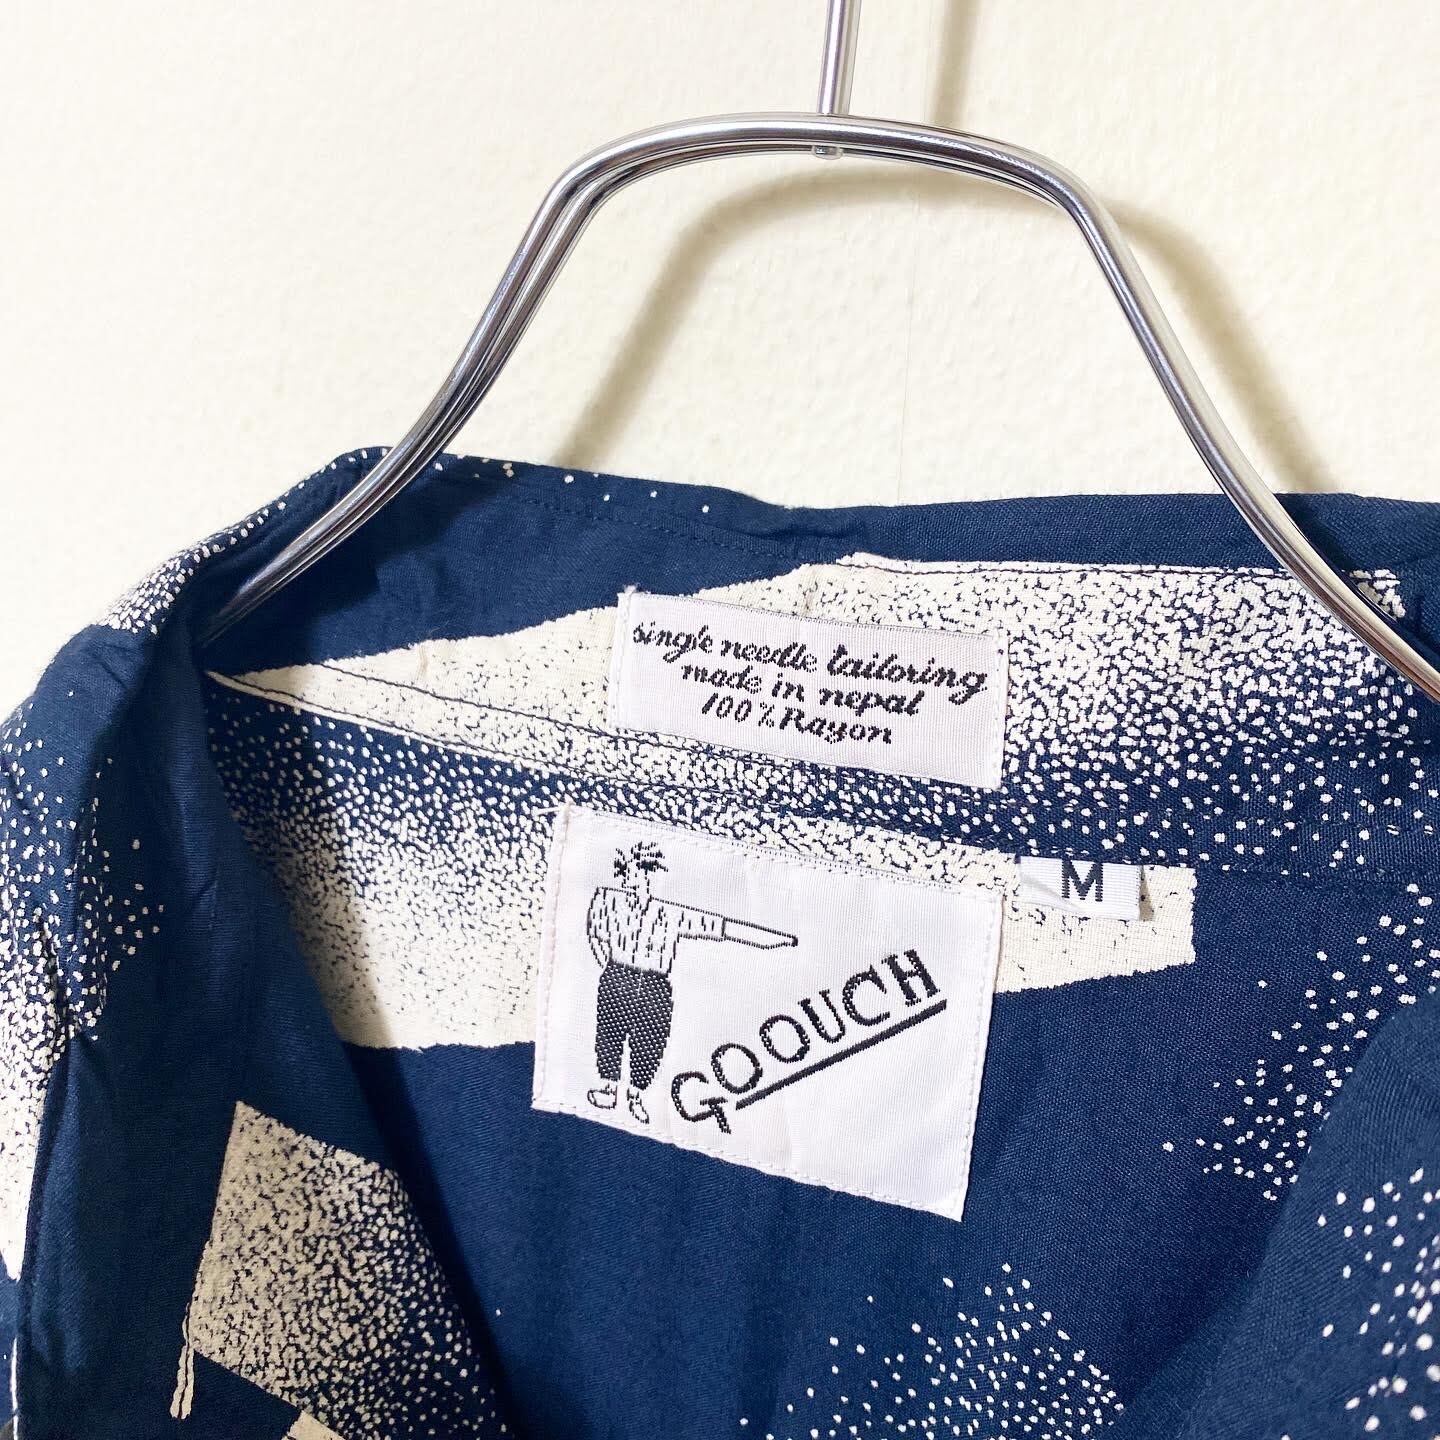 single needle tailoring
made in nepal
100% Rayon
M
GOOUCH